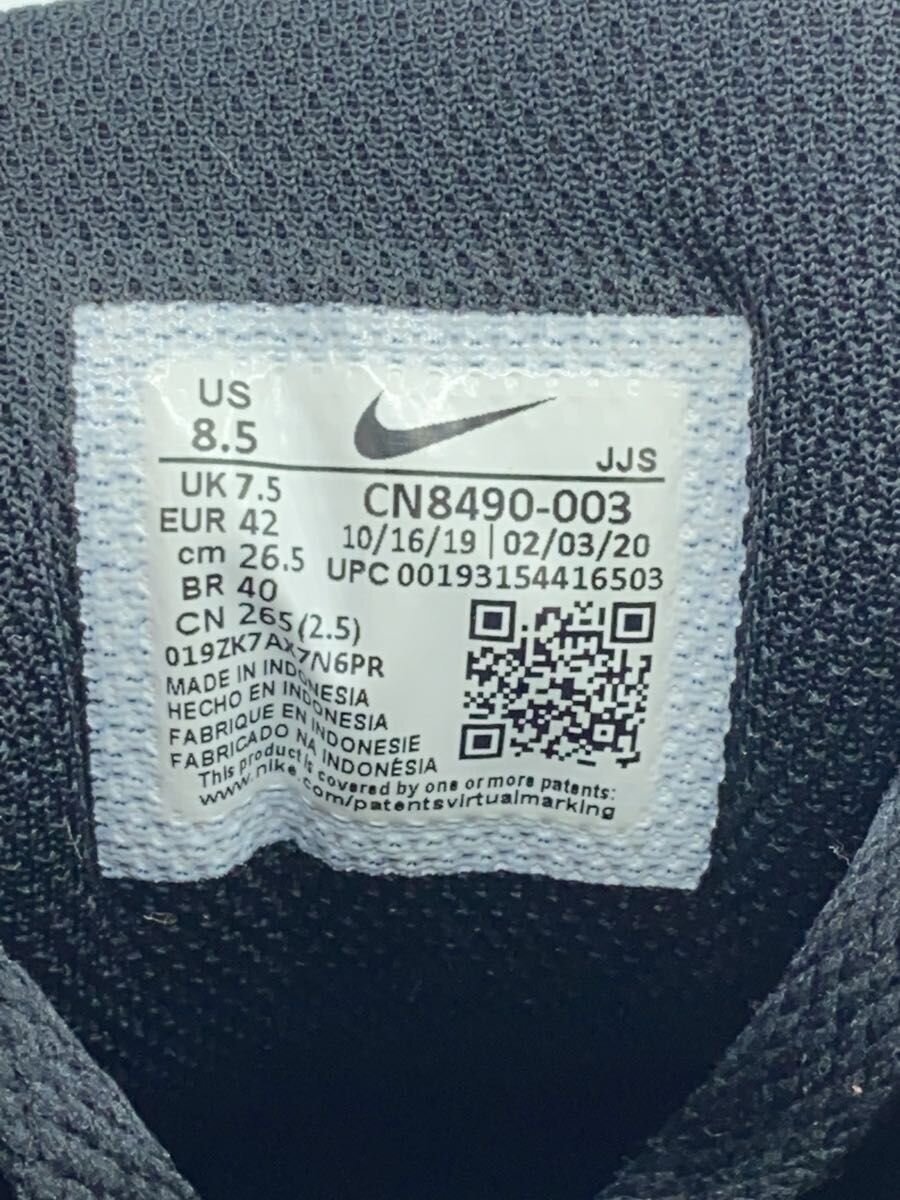 US
8.5
JJS
UK 7.5
EUR 42
cm 26.5
BR 40
CN 265 (2.5)
CN8490-003
10/16/19 | 02/03/20
UPC 00193154416503
019ZK7AX7N6PR
MADE IN INDONESIA
HECHO EN INDONESIA
FABRIQUE EN INDONESIE
FABRICADO NA INDONÉSIA
This product is covered by one or more patents:
www.nike.com/patentsvirtualmarking